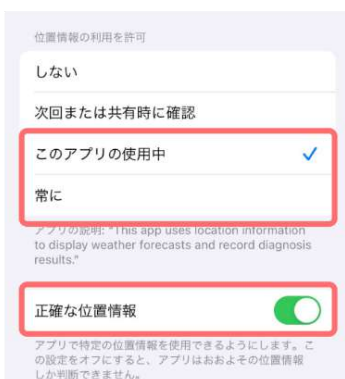 位置情報の利用を許可
しない
次回または共有時に確認
このアプリの使用中
常に
アプリの説明: "This app uses location information
to display weather forecasts and record diagnosis
results."
正確な位置情報
アプリで特定の位置情報を使用できるようにします。こ
の設定をオフにすると、アプリはおおよその位置情報
しか判断できません。